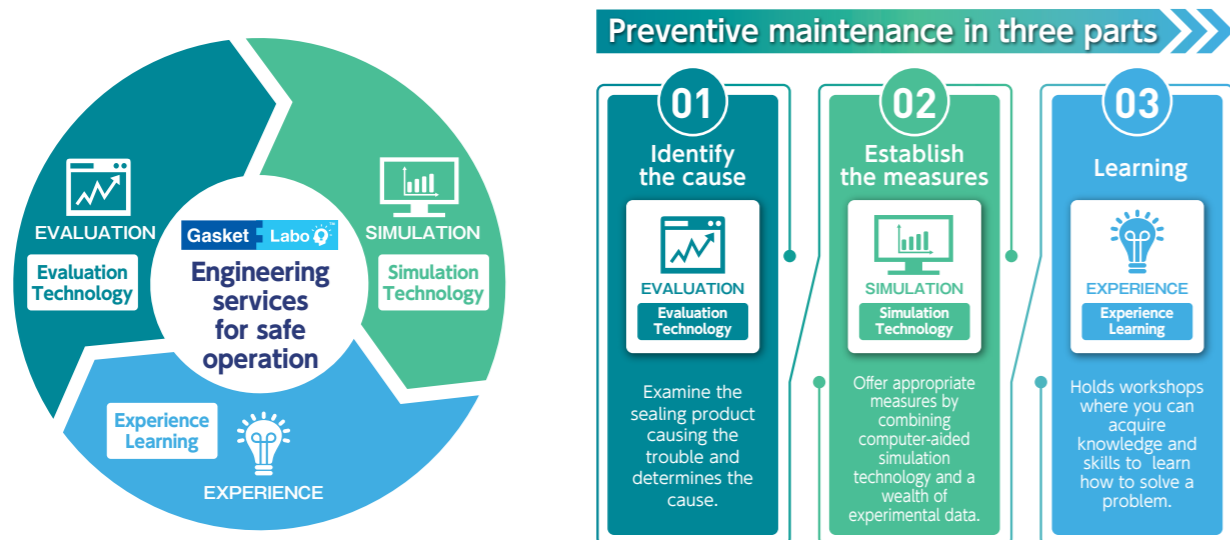 EVALUATION
Evaluation
Technology
SIMULATION
Simulation
Technology
Gasket Labo™
Engineering
services
for safe
operation
Experience
Learning
EXPERIENCE
Preventive maintenance in three parts
01
Identify
the cause
EVALUATION
Evaluation
Technology
Examine the
sealing product
causing the
trouble and
determines the
cause.
02
Establish
the measures
SIMULATION
Simulation
Technology
Offer appropriate
measures by
combining
computer-aided
simulation
technology and a
wealth of
experimental data.
03
Learning
EXPERIENCE
Experience
Learning
Holds workshops
where you can
acquire
knowledge and
skills to learn
how to solve a
problem.